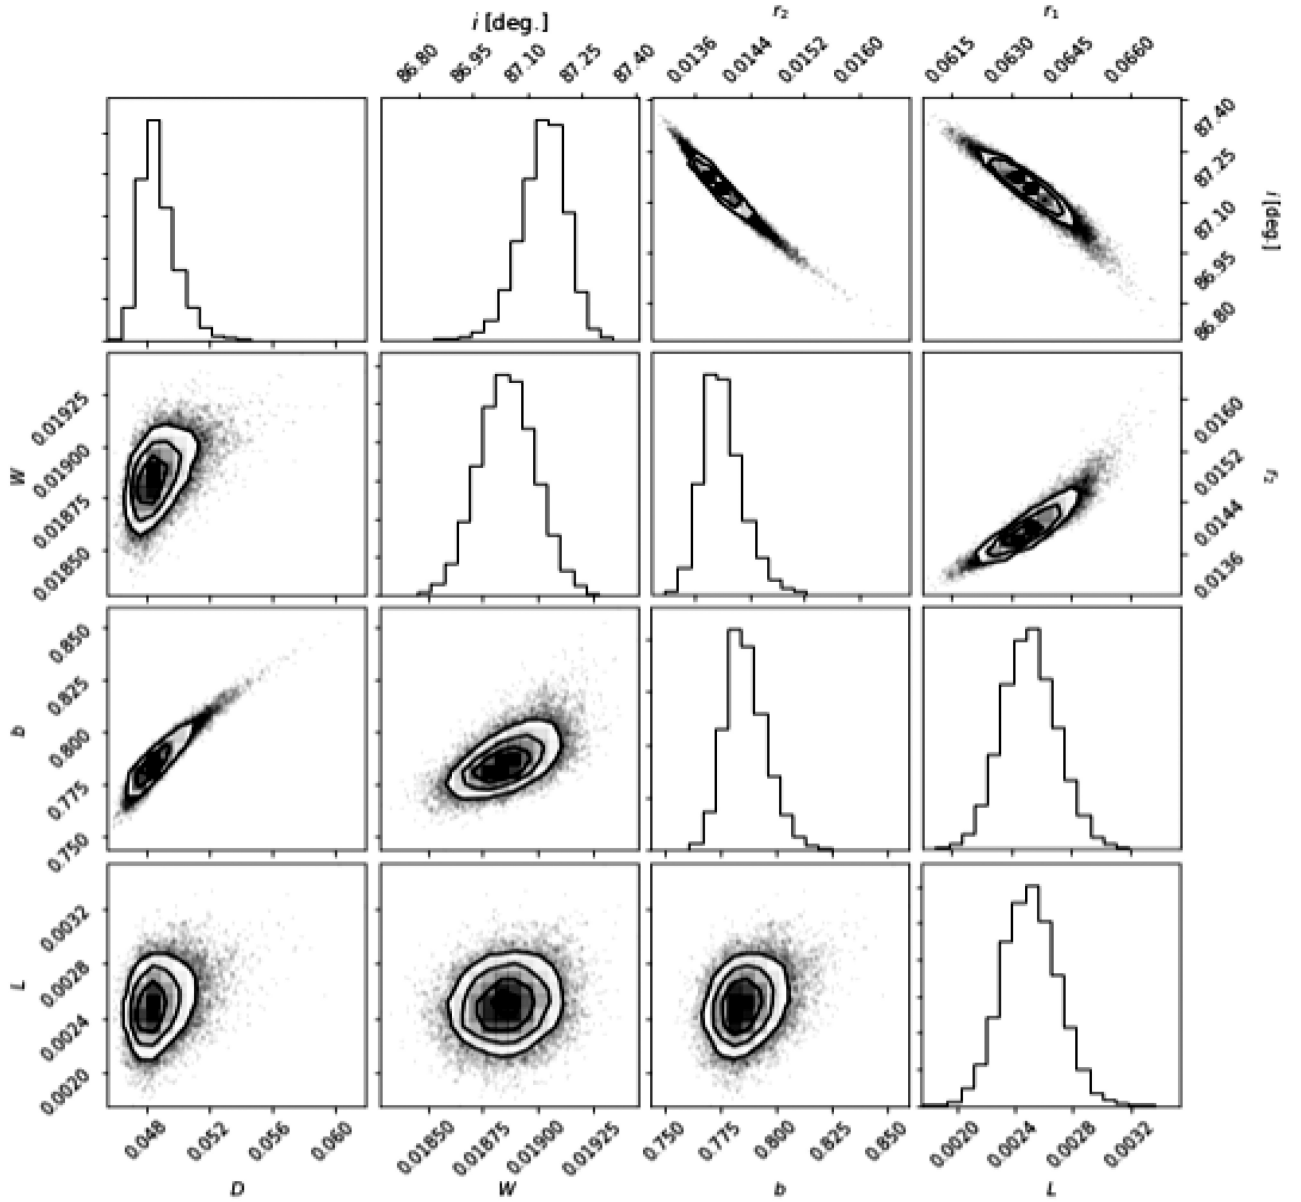 i [deg.]
r₂
r₁
86.80 86.95 87.10 87.25 87.40
0.0136 0.0144 0.0152 0.0160
0.0615 0.0630 0.0645 0.0660
87.40
87.25
87.10
86.95
86.80
i [deg.]
0.01925
0.01900
0.01875
0.01850
W
0.0160
0.0152
0.0144
0.0136
r₂
0.850
0.825
0.800
0.775
0.750
b
0.0032
0.0028
0.0024
0.0020
L
0.048 0.052 0.056 0.060
0.01850 0.01875 0.01900 0.01925
0.750 0.775 0.800 0.825 0.850
0.0020 0.0024 0.0028 0.0032
D
W
b
L